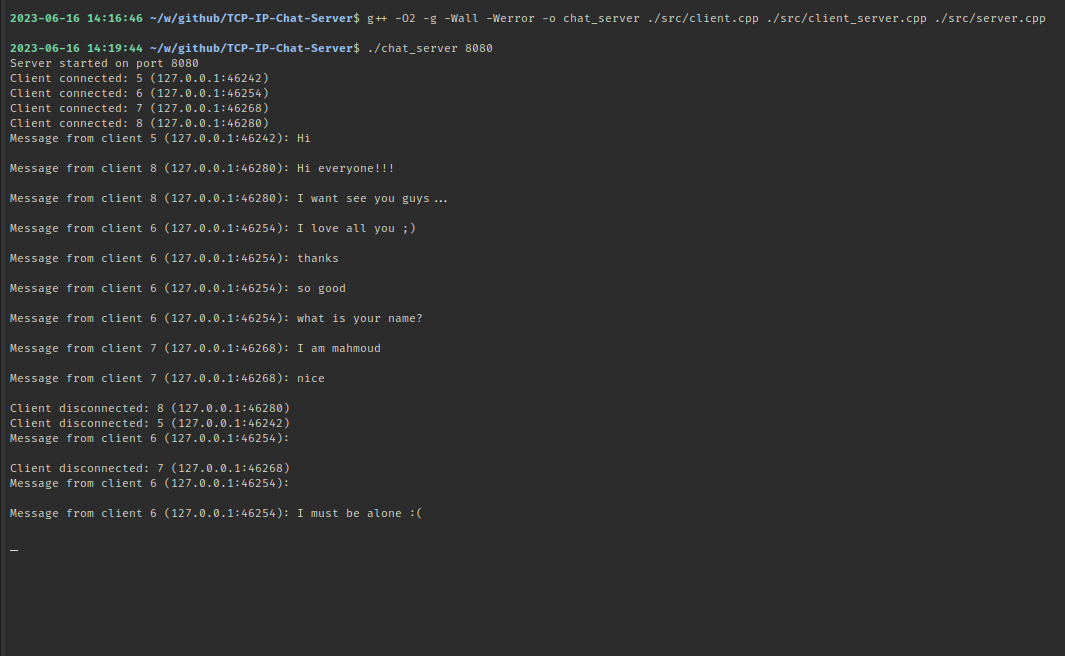 2023-06-16 14:16:46 ~/w/github/TCP-IP-Chat-Server$ g++ -O2 -g -Wall -Werror -o chat_server ./src/client.cpp ./src/client_server.cpp ./src/server.cpp
2023-06-16 14:19:44 ~/w/github/TCP-IP-Chat-Server$ ./chat_server 8080
Server started on port 8080
Client connected: 5 (127.0.0.1:46242)
Client connected: 6 (127.0.0.1:46254)
Client connected: 7 (127.0.0.1:46268)
Client connected: 8 (127.0.0.1:46280)
Message from client 5 (127.0.0.1:46242): Hi
Message from client 8 (127.0.0.1:46280): Hi everyone!!!
Message from client 8 (127.0.0.1:46280): I want see you guys...
Message from client 6 (127.0.0.1:46254): I love all you ;)
Message from client 6 (127.0.0.1:46254): thanks
Message from client 6 (127.0.0.1:46254): so good
Message from client 6 (127.0.0.1:46254): what is your name?
Message from client 7 (127.0.0.1:46268): I am mahmoud
Message from client 7 (127.0.0.1:46268): nice
Client disconnected: 8 (127.0.0.1:46280)
Client disconnected: 5 (127.0.0.1:46242)
Message from client 6 (127.0.0.1:46254):
Client disconnected: 7 (127.0.0.1:46268)
Message from client 6 (127.0.0.1:46254):
Message from client 6 (127.0.0.1:46254): I must be alone :(